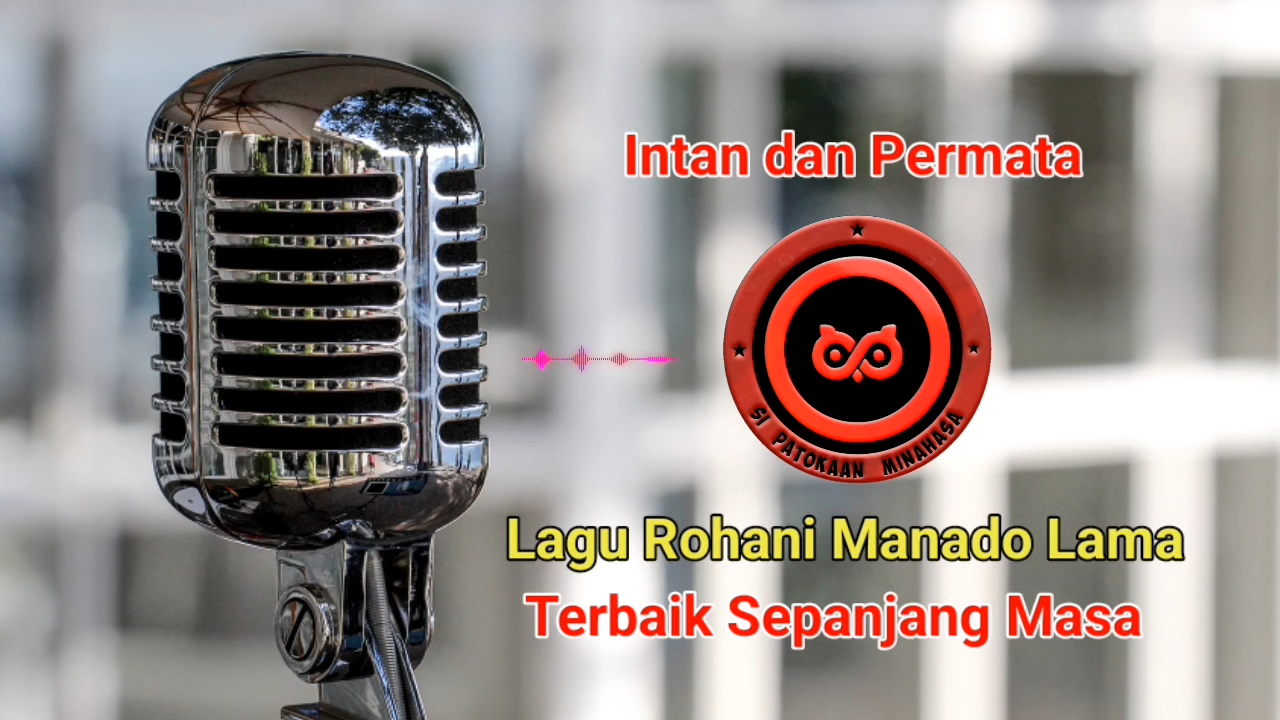 Intan dan Permata
SI PATOKAAN MINAHASA
Lagu Rohani Manado Lama
Terbaik Sepanjang Masa